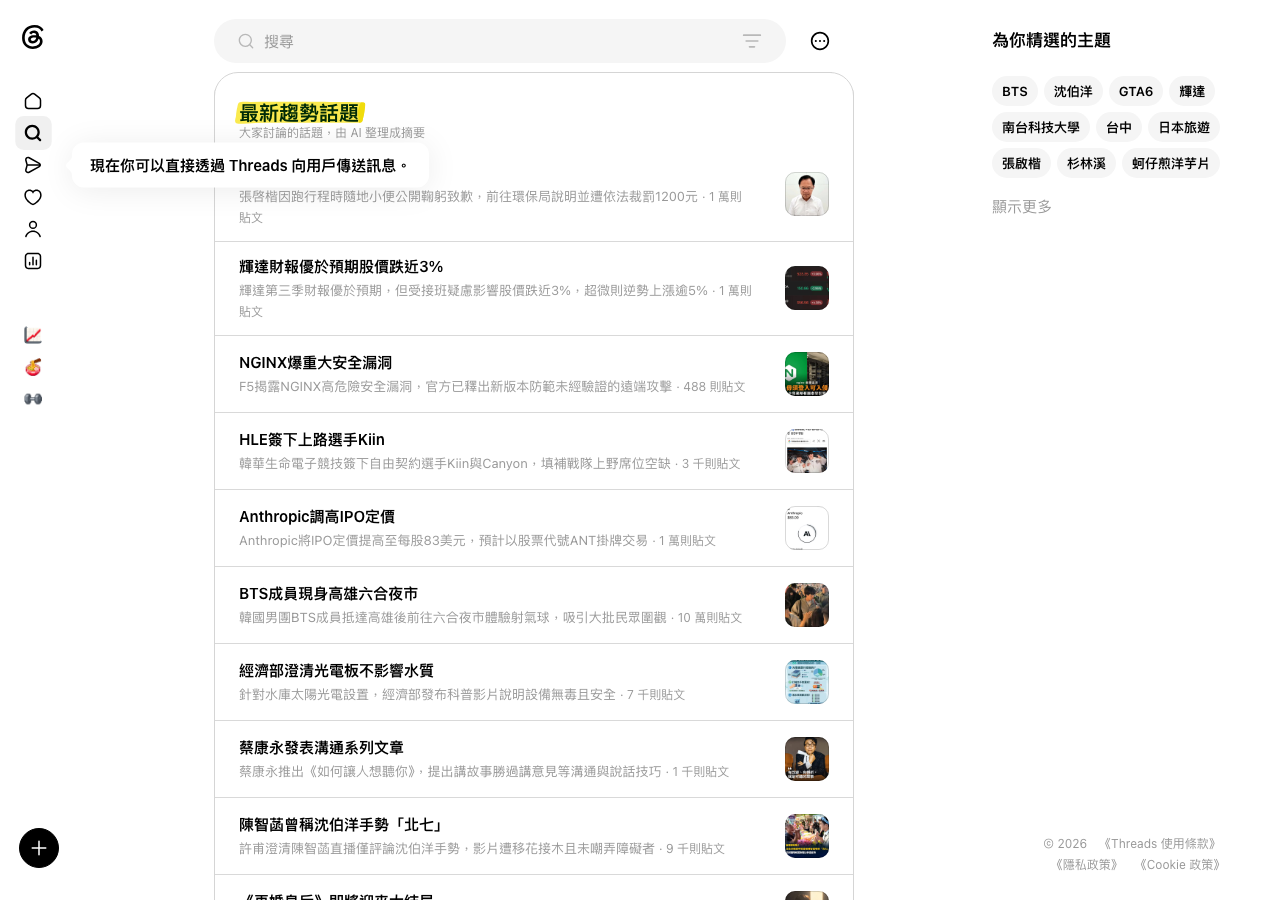 搜尋
最新趨勢話題
大家討論的話題，由 AI 整理成摘要
現在你可以直接透過 Threads 向用戶傳送訊息。
張啓楷因跑行程時隨地小便公開鞠躬致歉，前往環保局說明並遭依法裁罰1200元 · 1 萬則
貼文
輝達財報優於預期股價跌近3%
輝達第三季財報優於預期，但受接班疑慮影響股價跌近3%，超微則逆勢上漲逾5% · 1 萬則
貼文
NGINX爆重大安全漏洞
F5揭露NGINX高危險安全漏洞，官方已釋出新版本防範未經驗證的遠端攻擊 · 488 則貼文
HLE簽下上路選手Kiin
韓華生命電子競技簽下自由契約選手Kiin與Canyon，填補戰隊上野席位空缺 · 3 千則貼文
Anthropic調高IPO定價
Anthropic將IPO定價提高至每股83美元，預計以股票代號ANT掛牌交易 · 1 萬則貼文
BTS成員現身高雄六合夜市
韓國男團BTS成員抵達高雄後前往六合夜市體驗射氣球，吸引大批民眾圍觀 · 10 萬則貼文
經濟部澄清光電板不影響水質
針對水庫太陽光電設置，經濟部發布科普影片說明設備無毒且安全 · 7 千則貼文
蔡康永發表溝通系列文章
蔡康永推出《如何讓人想聽你》，提出講故事勝過講意見等溝通與說話技巧 · 1 千則貼文
陳智菡曾稱沈伯洋手勢「北七」
許甫澄清陳智菡直播僅評論沈伯洋手勢，影片遭移花接木且未嘲弄障礙者 · 9 千則貼文
《再婚皇后》即將迎來大結局
為你精選的主題
BTS 沈伯洋 GTA6 輝達
南台科技大學 台中 日本旅遊
張啟楷 杉林溪 蚵仔煎洋芋片
顯示更多
© 2026 《Threads 使用條款》
《隱私政策》 《Cookie 政策》